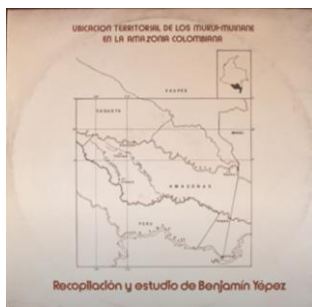 UBICACION TERRITORIAL DE LOS MURUI-MUINANE
EN LA AMAZONIA COLOMBIANA
VAUPES
CAQUETA
BRASIL
AMAZONAS
PERU
Recopilación y estudio de Benjamín Yépez